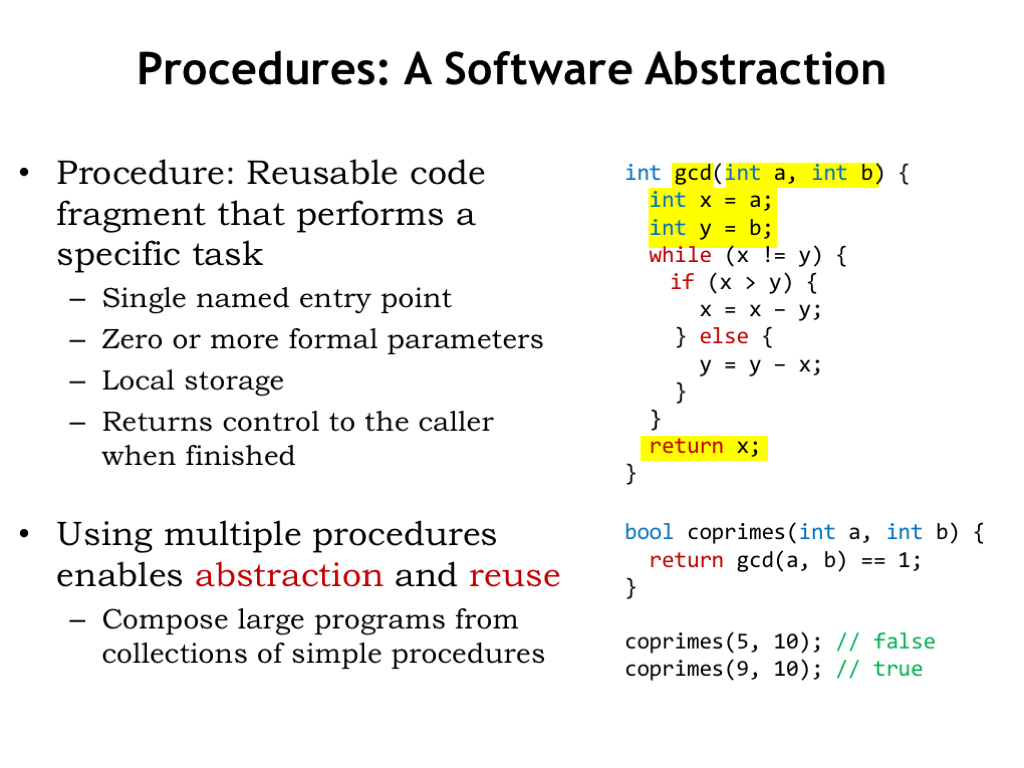 Procedures: A Software Abstraction
• Procedure: Reusable code
fragment that performs a
specific task
– Single named entry point
– Zero or more formal parameters
– Local storage
– Returns control to the caller
when finished
• Using multiple procedures
enables abstraction and reuse
– Compose large programs from
collections of simple procedures
int gcd(int a, int b) {
  int x = a;
  int y = b;
  while (x != y) {
    if (x > y) {
      x = x – y;
    } else {
      y = y – x;
    }
  }
  return x;
}
bool coprimes(int a, int b) {
  return gcd(a, b) == 1;
}
coprimes(5, 10); // false
coprimes(9, 10); // true